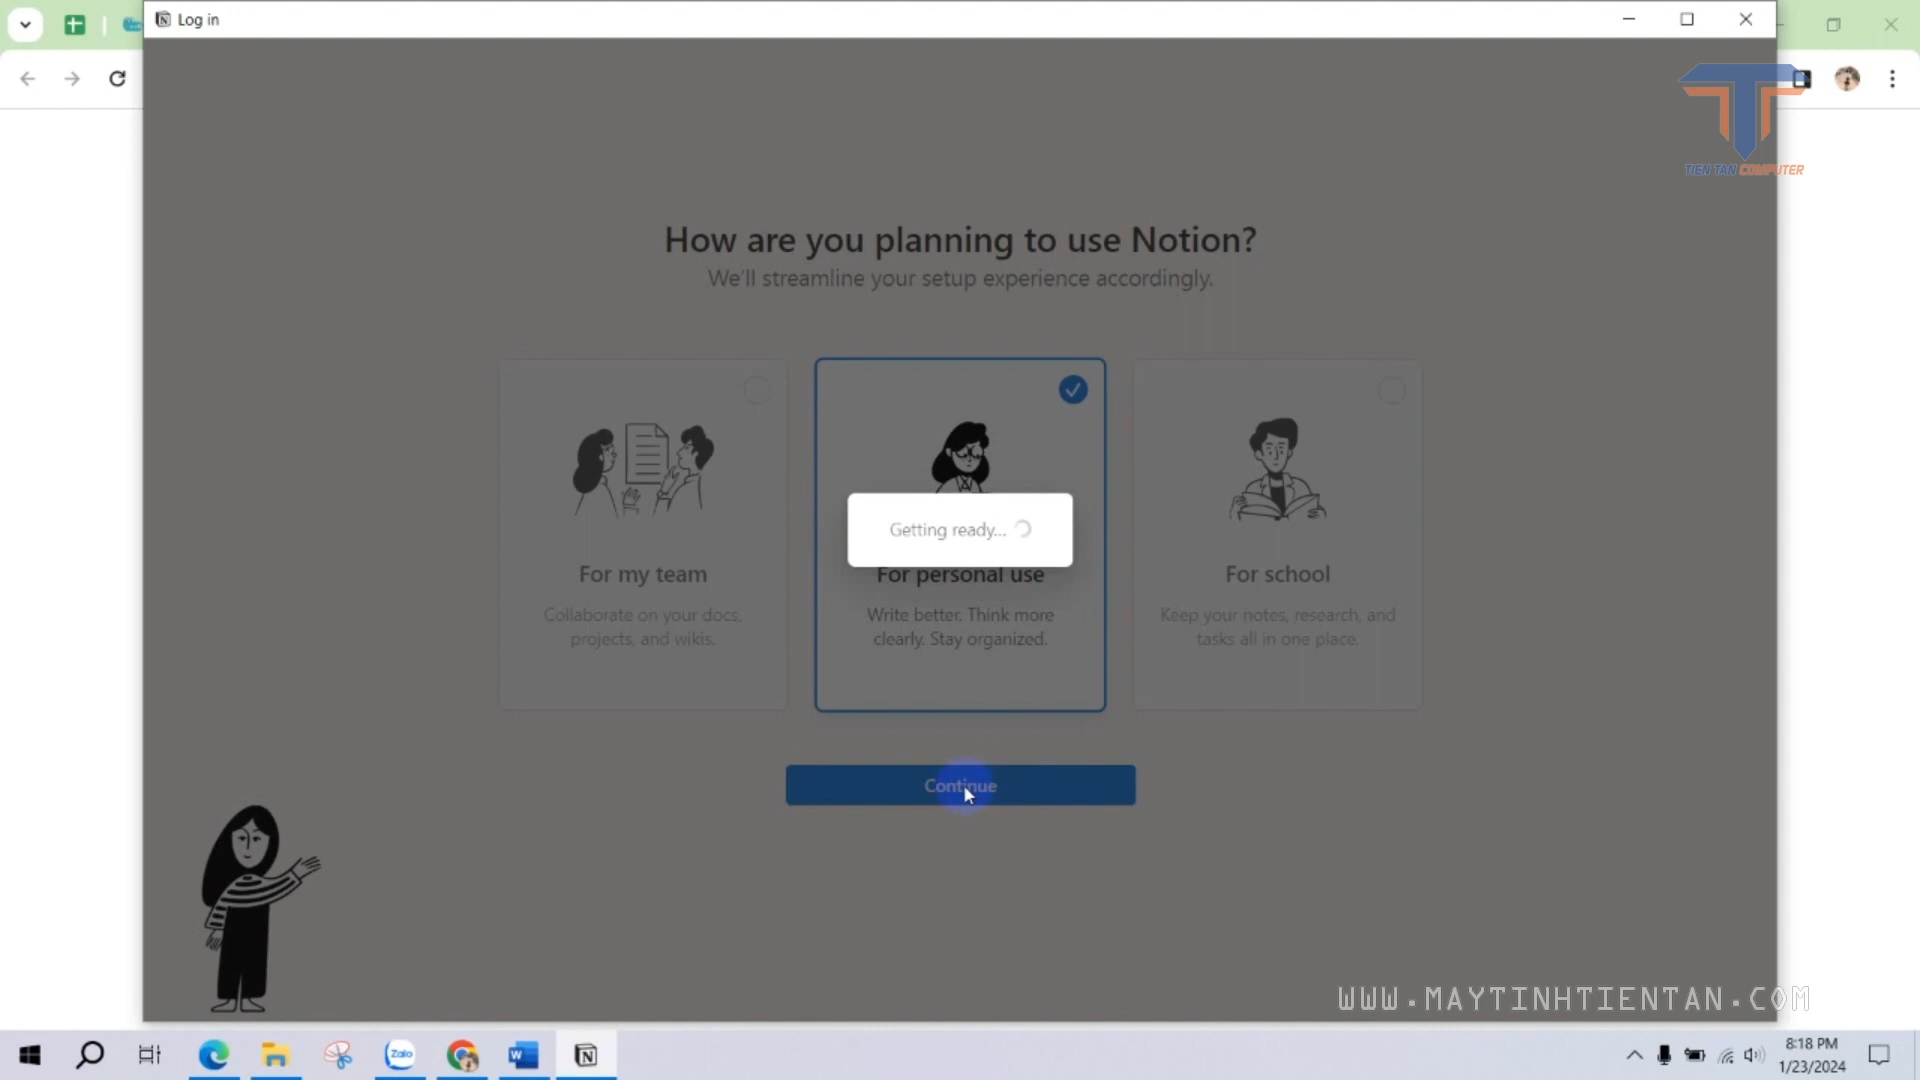 Log in
TIEN TAN COMPUTER
How are you planning to use Notion?
We'll streamline your setup experience accordingly.
Getting ready...
For my team
Collaborate on your docs,
projects, and wikis.
For personal use
Write better. Think more
clearly. Stay organized.
For school
Keep your notes, research, and
tasks all in one place.
Continue
WWW.MAYTINHTIENTAN.COM
Zalo
8:18 PM
1/23/2024